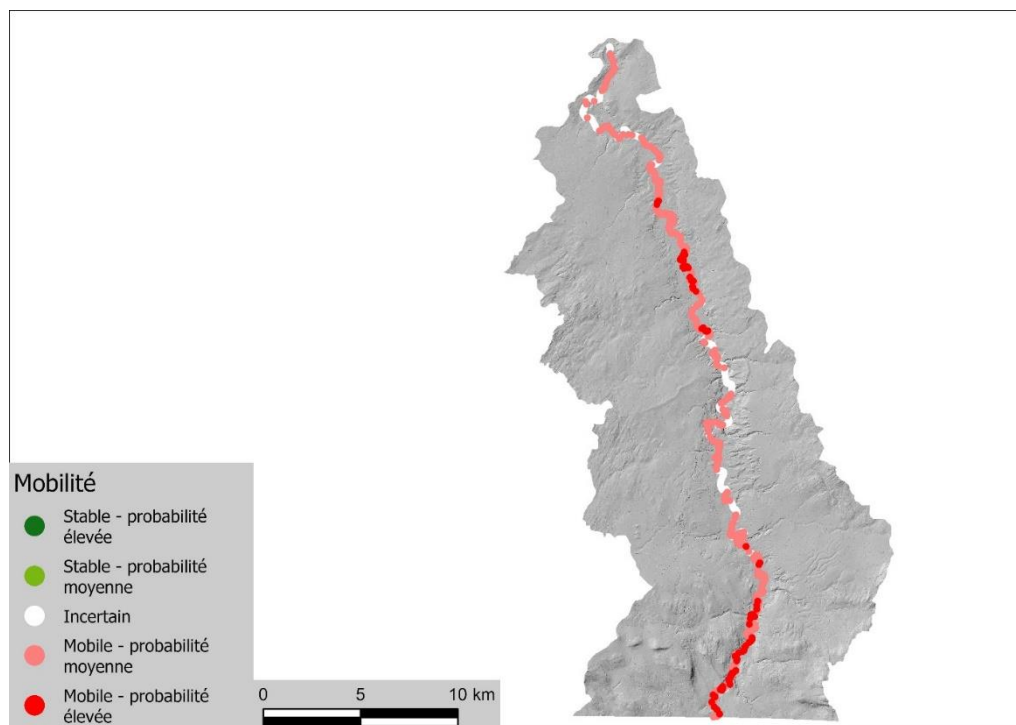 Mobilité
Stable - probabilité
élevée
Stable - probabilité
moyenne
Incertain
Mobile - probabilité
moyenne
Mobile - probabilité
élevée
0 5 10 km